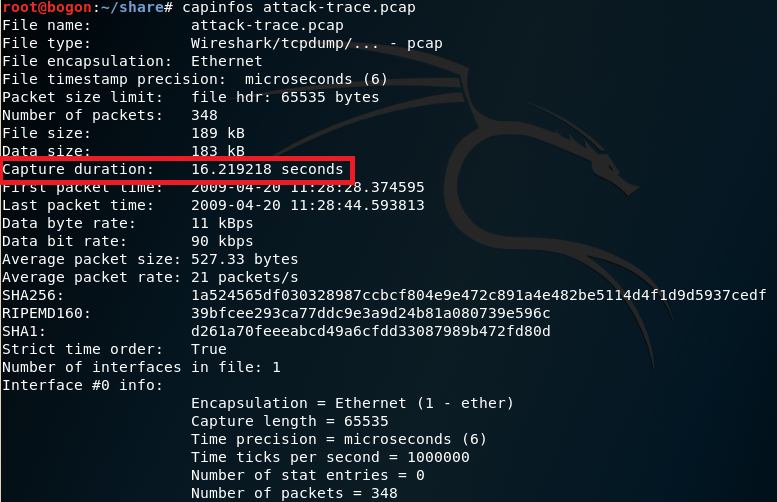 root@bogon:~/share# capinfos attack-trace.pcap
File name:           attack-trace.pcap
File type:           Wireshark/tcpdump/... - pcap
File encapsulation:  Ethernet
File timestamp precision:  microseconds (6)
Packet size limit:   file hdr: 65535 bytes
Number of packets:   348
File size:           189 kB
Data size:           183 kB
Capture duration:    16.219218 seconds
First packet time:   2009-04-20 11:28:28.374595
Last packet time:    2009-04-20 11:28:44.593813
Data byte rate:      11 kBps
Data bit rate:       90 kbps
Average packet size: 527.33 bytes
Average packet rate: 21 packets/s
SHA256:              1a524565df030328987ccbcf804e9e472c891a4e482be5114d4f1d9d5937cedf
RIPEMD160:           39bfcee293ca77ddc9e3a9d24b81a080739e596c
SHA1:                d261a70feeeabcd49a6cfdd33087989b472fd80d
Strict time order:   True
Number of interfaces in file: 1
Interface #0 info:
                     Encapsulation = Ethernet (1 - ether)
                     Capture length = 65535
                     Time precision = microseconds (6)
                     Time ticks per second = 1000000
                     Number of stat entries = 0
                     Number of packets = 348